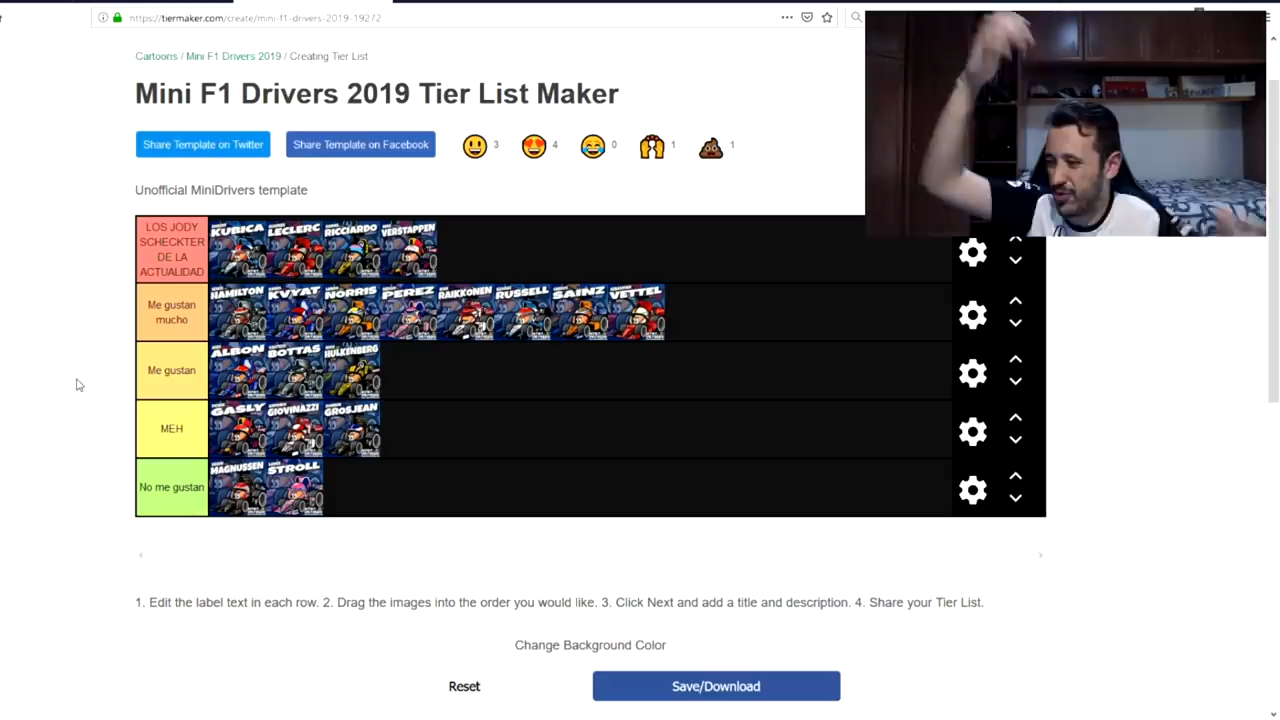 https://tiermaker.com/create/mini-f1-drivers-2019-19272
Cartoons / Mini F1 Drivers 2019 / Creating Tier List
Mini F1 Drivers 2019 Tier List Maker
Share Template on Twitter
Share Template on Facebook
3
4
0
1
1
Unofficial MiniDrivers template
LOS JODY
SCHECKTER
DE LA
ACTUALIDAD
KUBICA LECLERC RICCIARDO VERSTAPPEN
Me gustan
mucho
HAMILTON KVYAT NORRIS PEREZ RAIKKONEN RUSSELL SAINZ VETTEL
Me gustan
ALBON BOTTAS HULKENBERG
MEH
GASLY GIOVINAZZI GROSJEAN
No me gustan
MAGNUSSEN STROLL
1. Edit the label text in each row. 2. Drag the images into the order you would like. 3. Click Next and add a title and description. 4. Share your Tier List.
Change Background Color
Reset
Save/Download